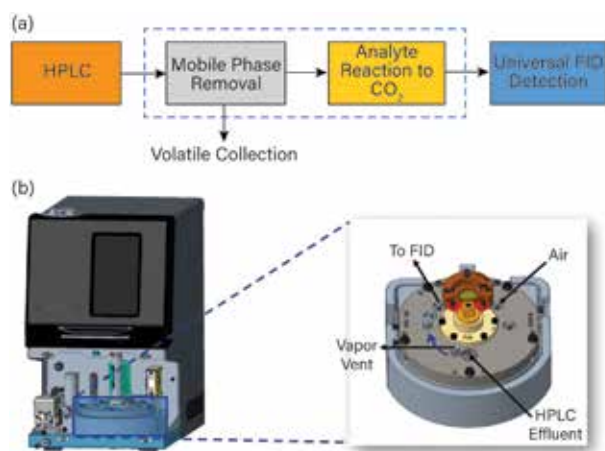 (a)
HPLC
Mobile Phase
Removal
Analyte
Reaction to
CO2
Universal FID
Detection
Volatile Collection
(b)
To FID
Air
Vapor
Vent
HPLC
Effluent